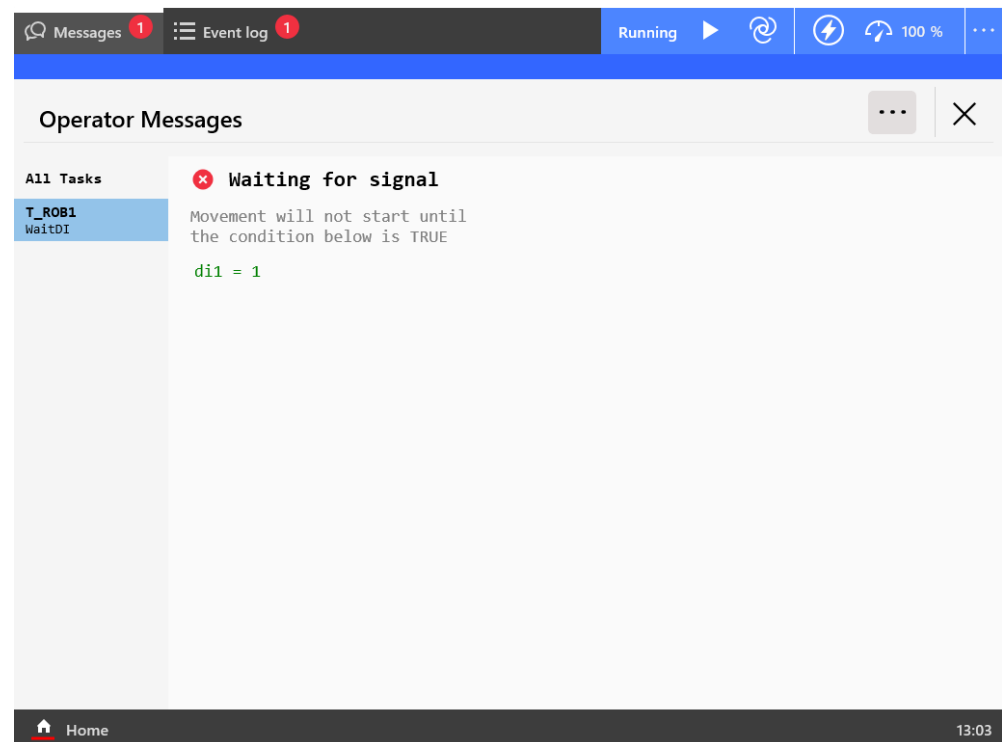 Messages 1 Event log 1 Running 100 % ...
Operator Messages ...
All Tasks
T_ROB1
WaitDI
Waiting for signal
Movement will not start until
the condition below is TRUE
di1 = 1
Home 13:03